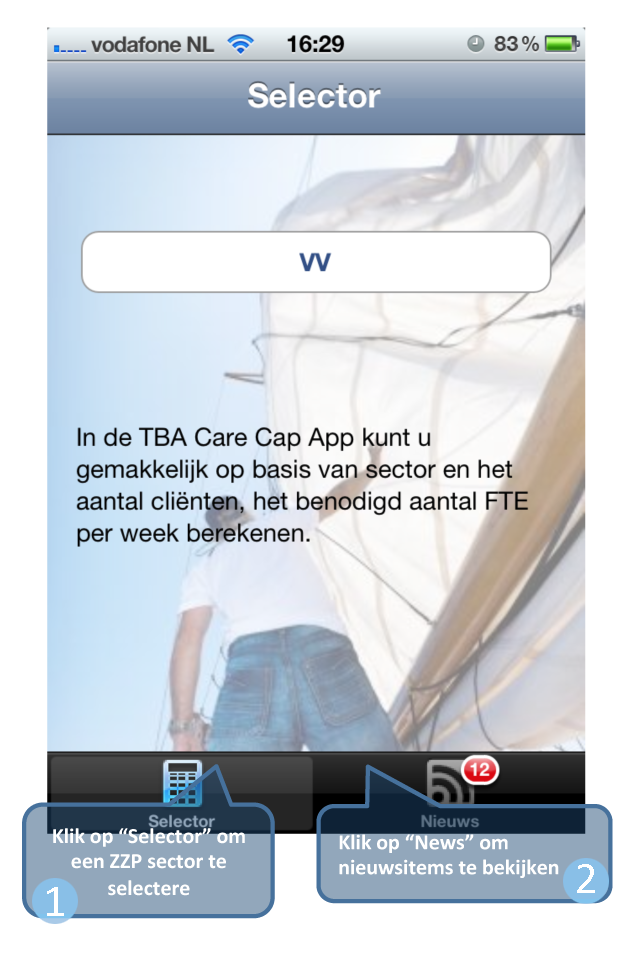 vodafone NL 16:29 83%
Selector
VV
In de TBA Care Cap App kunt u
gemakkelijk op basis van sector en het
aantal cliënten, het benodigd aantal FTE
per week berekenen.
12
Selector Nieuws
Klik op “Selector” om
een ZZP sector te
selectere
1
Klik op “News” om
nieuwsitems te bekijken
2